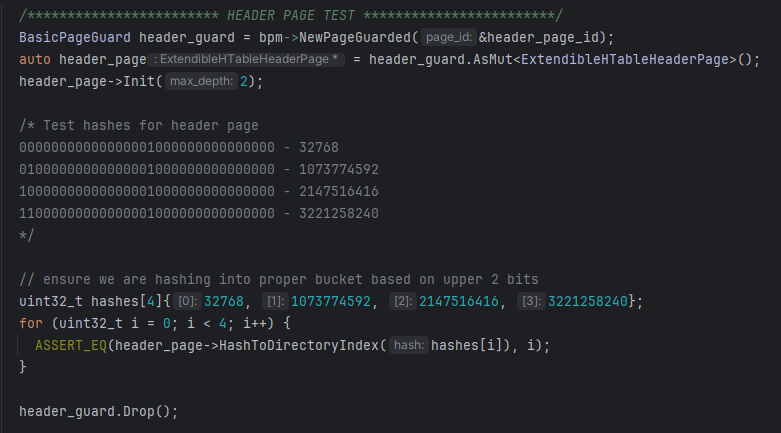 /************************ HEADER PAGE TEST ************************/
BasicPageGuard header_guard = bpm->NewPageGuarded( page_id: &header_page_id);
auto header_page : ExtendibleHTableHeaderPage * = header_guard.AsMut<ExtendibleHTableHeaderPage>();
header_page->Init( max_depth: 2);
/* Test hashes for header page
00000000000000001000000000000000 - 32768
01000000000000001000000000000000 - 1073774592
10000000000000001000000000000000 - 2147516416
11000000000000001000000000000000 - 3221258240
*/
// ensure we are hashing into proper bucket based on upper 2 bits
uint32_t hashes[4]{ [0]: 32768, [1]: 1073774592, [2]: 2147516416, [3]: 3221258240};
for (uint32_t i = 0; i < 4; i++) {
ASSERT_EQ(header_page->HashToDirectoryIndex( hash: hashes[i]), i);
}
header_guard.Drop();